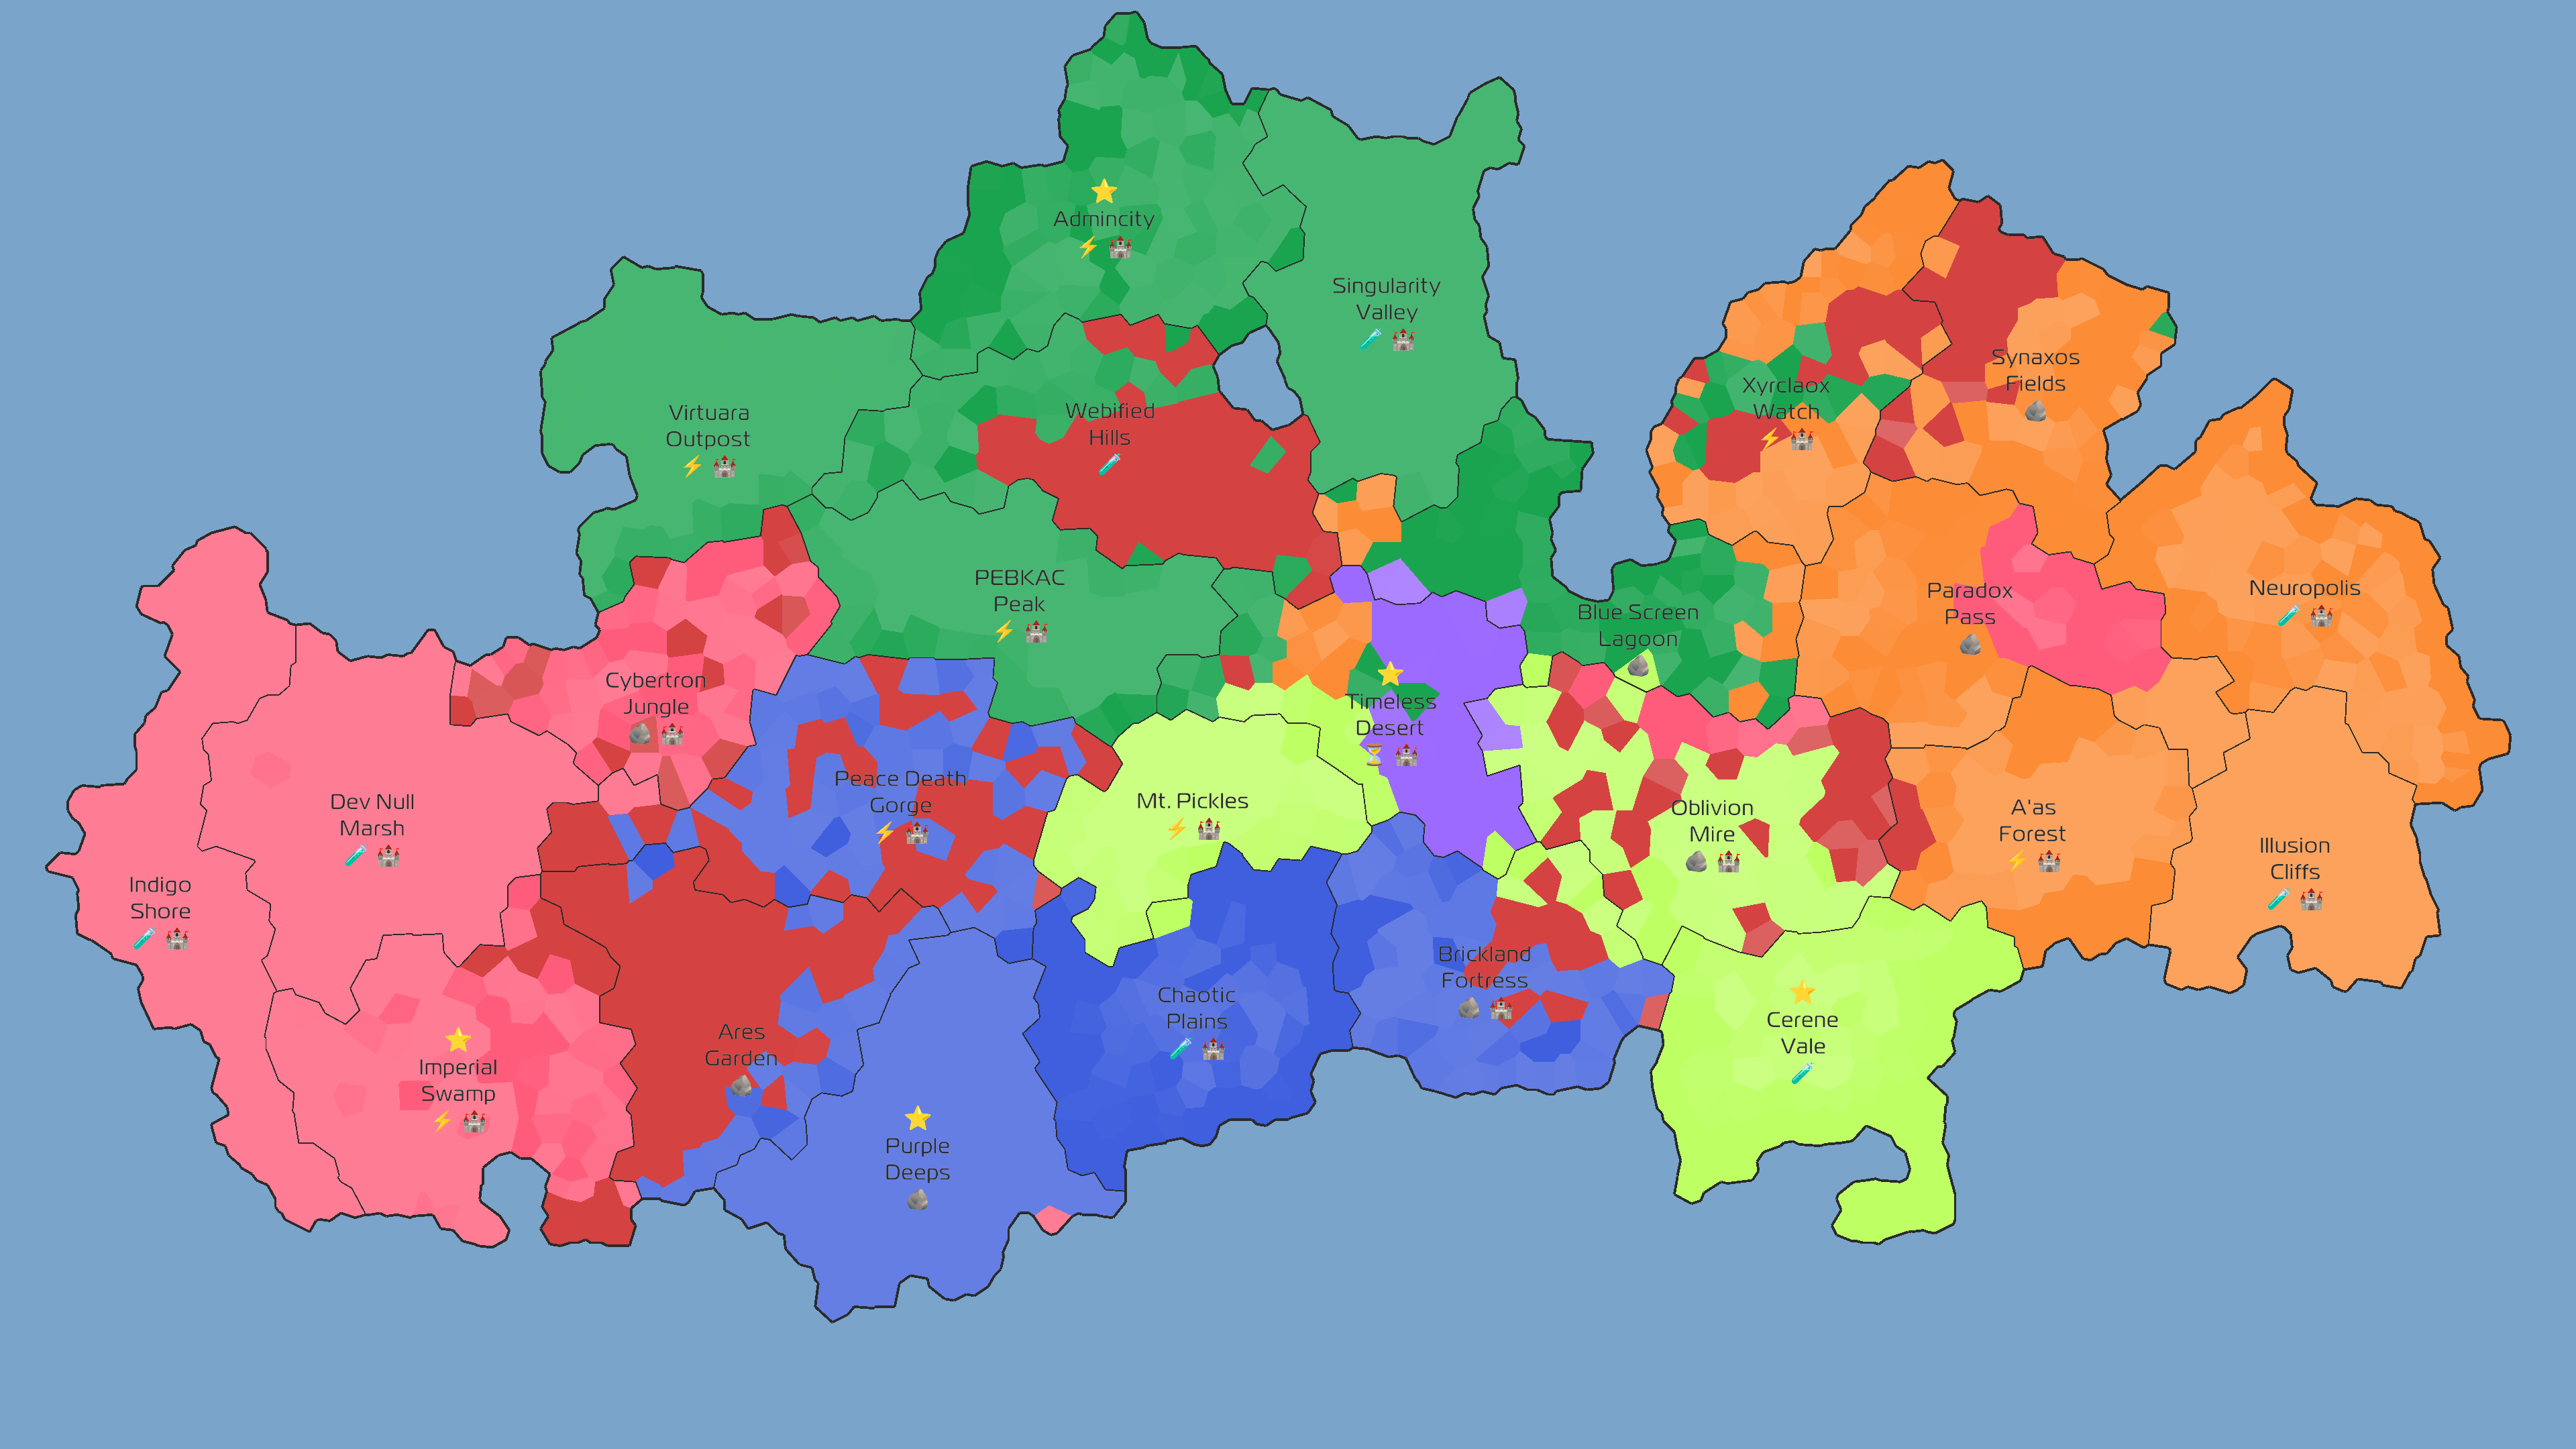 Admincity
Singularity
Valley
Virtuara
Outpost
Webified
Hills
Synaxos
Fields
Xyrclaox
Watch
PEBKAC
Peak
Blue Screen
Lagoon
Paradox
Pass
Neuropolis
Cybertron
Jungle
Timeless
Desert
Dev Null
Marsh
Peace Death
Gorge
Mt. Pickles
Oblivion
Mire
A'as
Forest
Illusion
Cliffs
Indigo
Shore
Brickland
Fortress
Chaotic
Plains
Cerene
Vale
Ares
Garden
Imperial
Swamp
Purple
Deeps